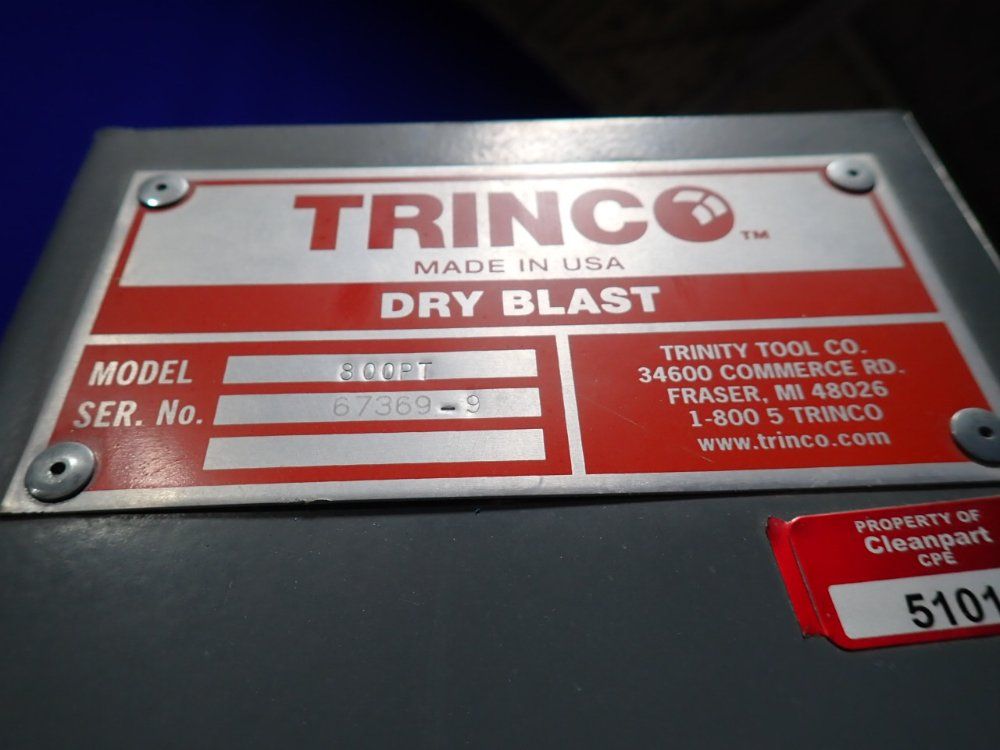 TRINCO™
MADE IN USA
DRY BLAST
MODEL 800PT
SER. No. 67369-9
TRINITY TOOL CO.
34600 COMMERCE RD.
FRASER, MI 48026
1-800 5 TRINCO
www.trinco.com
PROPERTY OF
Cleanpart
CPE
5101